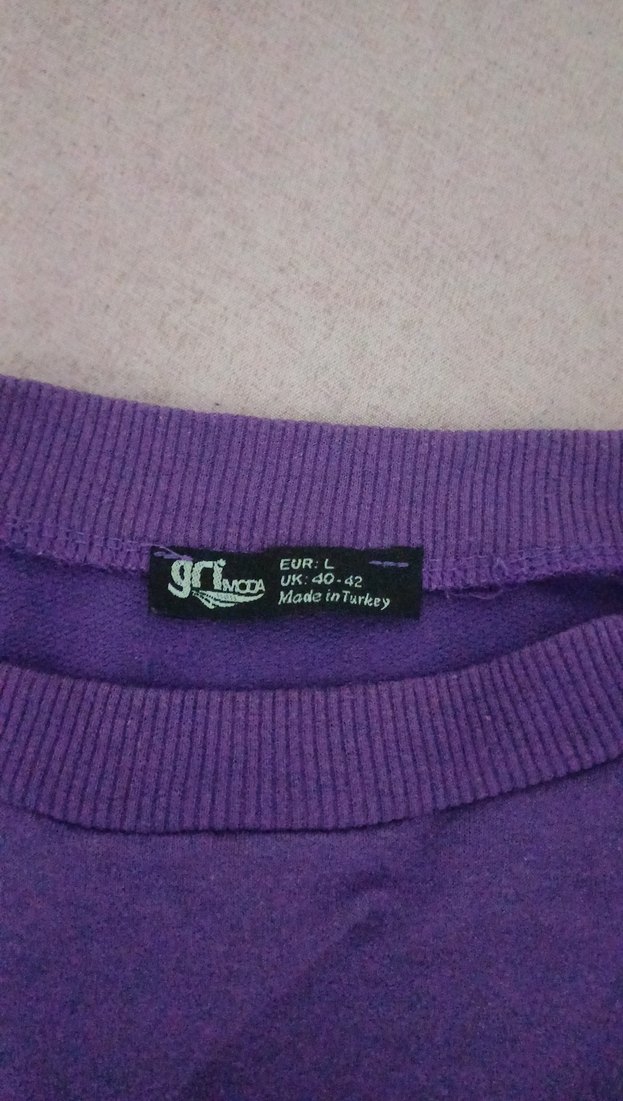 gri MODA
EUR: L
UK: 40-42
Made in Turkey